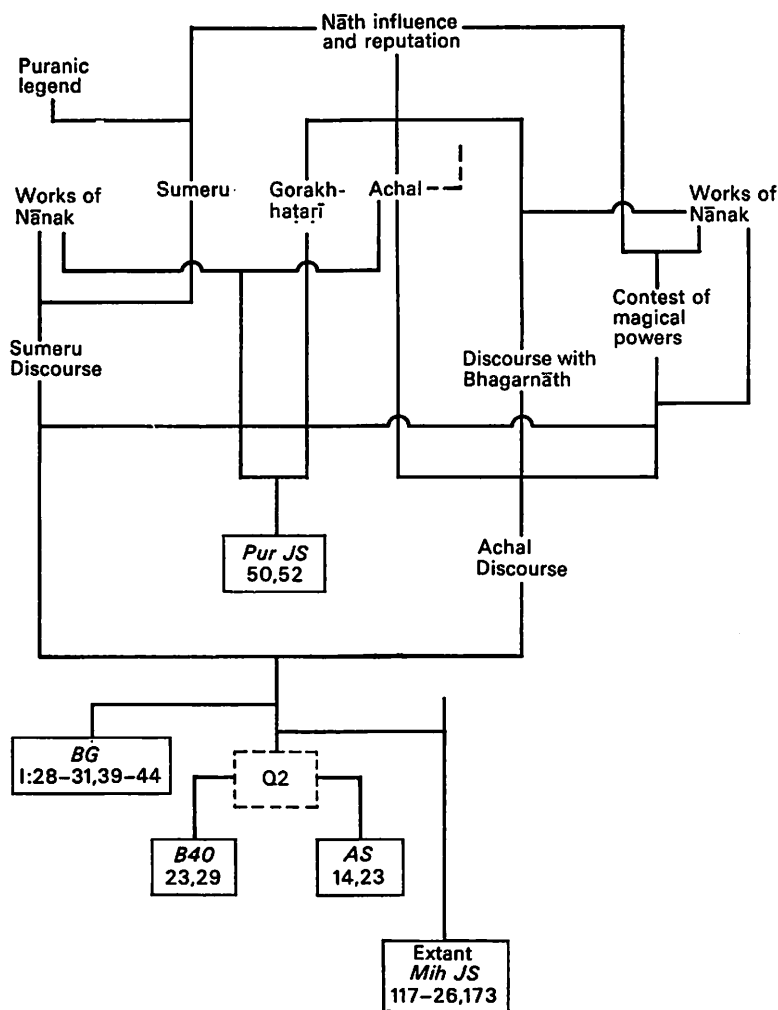 Nāth influence
and reputation
Puranic
legend
Works of
Nānak
Sumeru
Gorakh-
haṭaṛī
Achal
Works of
Nānak
Contest of
magical
powers
Sumeru
Discourse
Discourse with
Bhagarnāth
Pur JS
50,52
Achal
Discourse
BG
I:28–31,39–44
Q2
B40
23,29
AS
14,23
Extant
Mih JS
117–26,173